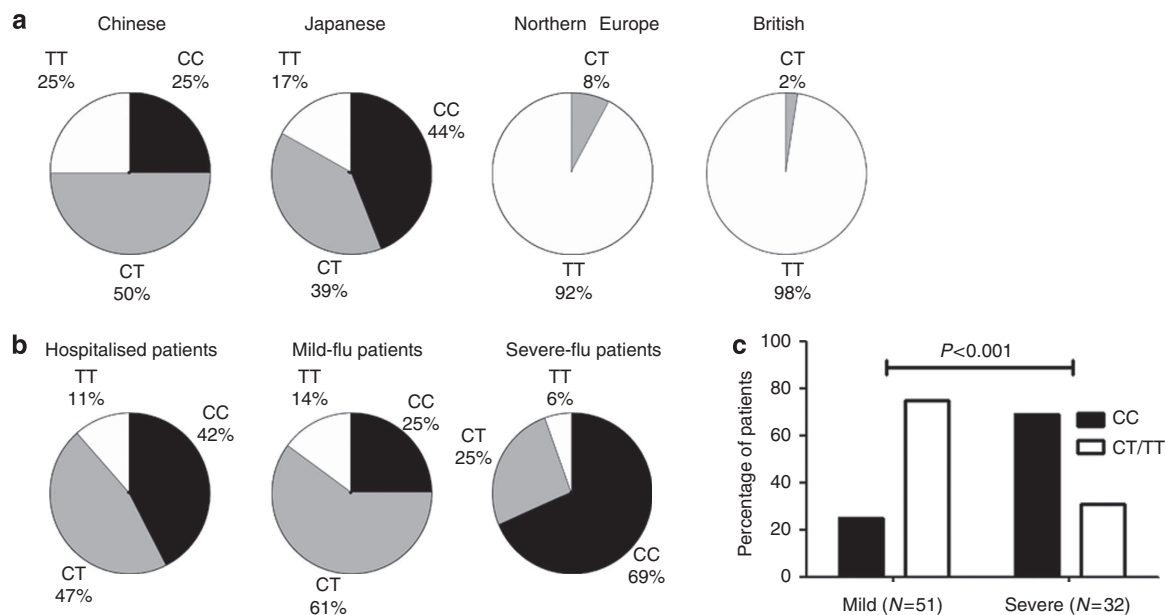 a
Chinese
Japanese
Northern Europe
British
TT
25%
CC
25%
CT
50%
TT
17%
CC
44%
CT
39%
CT
8%
TT
92%
CT
2%
TT
98%
b
Hospitalised patients
Mild-flu patients
Severe-flu patients
TT
11%
CC
42%
CT
47%
TT
14%
CC
25%
CT
61%
TT
6%
CT
25%
CC
69%
c
Percentage of patients
100
80
60
40
20
0
P<0.001
CC
CT/TT
Mild (N=51)
Severe (N=32)